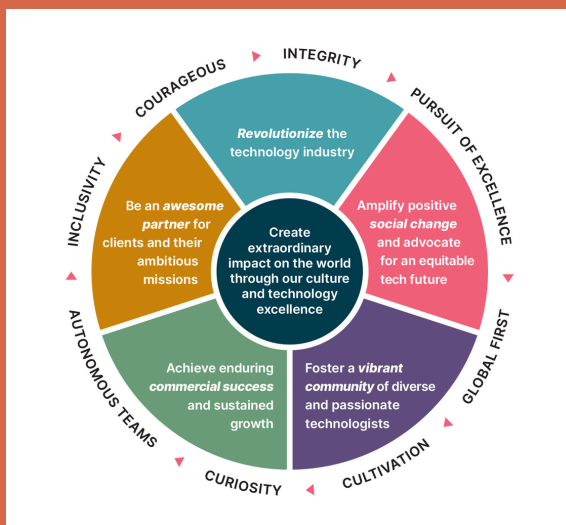 INTEGRITY
PURSUIT OF EXCELLENCE
GLOBAL FIRST
CULTIVATION
CURIOSITY
AUTONOMOUS TEAMS
INCLUSIVITY
COURAGEOUS
Revolutionize the
technology industry
Amplify positive
social change
and advocate
for an equitable
tech future
Foster a vibrant
community of diverse
and passionate
technologists
Achieve enduring
commercial success
and sustained
growth
Be an awesome
partner for
clients and their
ambitious
missions
Create
extraordinary
impact on the world
through our culture
and technology
excellence